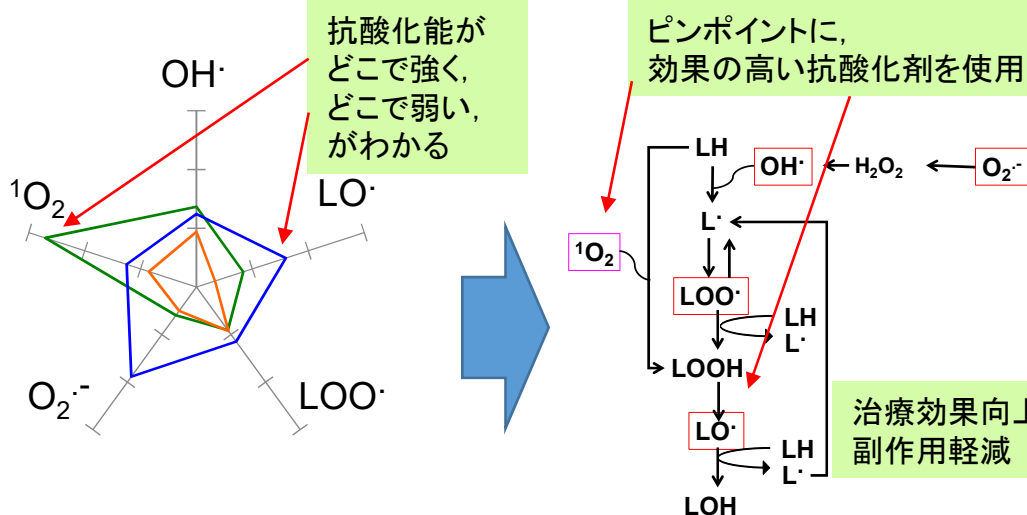 抗酸化能が
どこで強く,
どこで弱い,
がわかる
OH·
¹O₂
LO·
O₂·⁻
LOO·
ピンポイントに,
効果の高い抗酸化剤を使用
LH
OH·
H₂O₂
O₂·⁻
L·
¹O₂
LOO·
LH
L·
LOOH
LO·
LH
L·
LOH
治療効果向上
副作用軽減